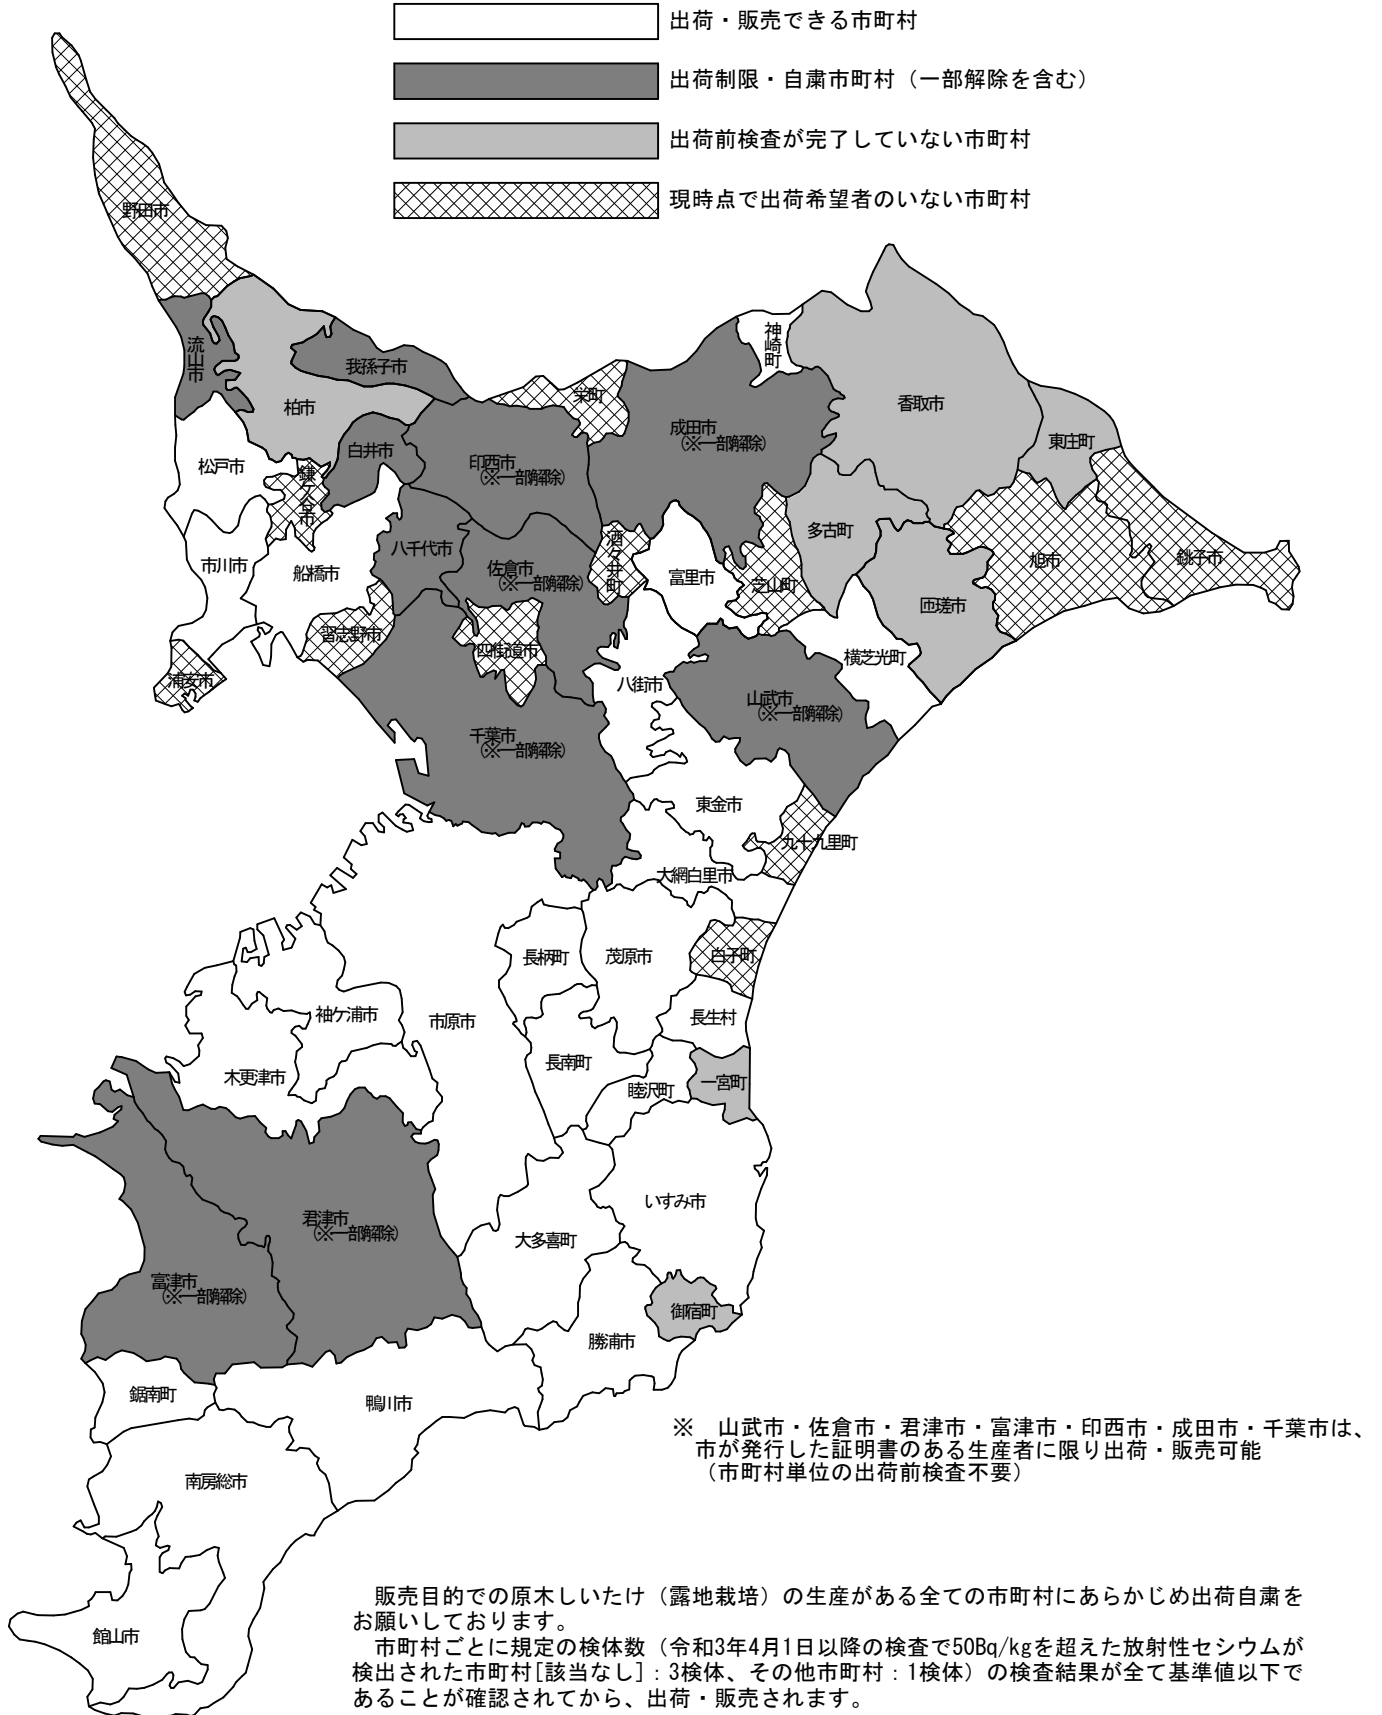 出荷・販売できる市町村
出荷制限・自粛市町村（一部解除を含む）
出荷前検査が完了していない市町村
現時点で出荷希望者のいない市町村
野田市
流山市
我孫子市
柏市
神崎町
栄町
香取市
成田市
（※一部解除）
東庄町
白井市
印西市
（※一部解除）
松戸市
鎌ケ谷市
多古町
八千代市
酒々井町
銚子市
旭市
市川市
船橋市
佐倉市
（※一部解除）
富里市
芝山町
匝瑳市
習志野市
四街道市
横芝光町
浦安市
八街市
山武市
（※一部解除）
千葉市
（※一部解除）
東金市
九十九里町
大網白里市
長柄町
茂原市
白子町
袖ケ浦市
市原市
長生村
長南町
木更津市
睦沢町
一宮町
いすみ市
君津市
（※一部解除）
大多喜町
富津市
（※一部解除）
御宿町
勝浦市
鋸南町
鴨川市
※　山武市・佐倉市・君津市・富津市・印西市・成田市・千葉市は、
市が発行した証明書のある生産者に限り出荷・販売可能
（市町村単位の出荷前検査不要）
南房総市
館山市
販売目的での原木しいたけ（露地栽培）の生産がある全ての市町村にあらかじめ出荷自粛を
お願いしております。
市町村ごとに規定の検体数（令和3年4月1日以降の検査で50Bq/kgを超えた放射性セシウムが
検出された市町村[該当なし]：3検体、その他市町村：1検体）の検査結果が全て基準値以下で
あることが確認されてから、出荷・販売されます。